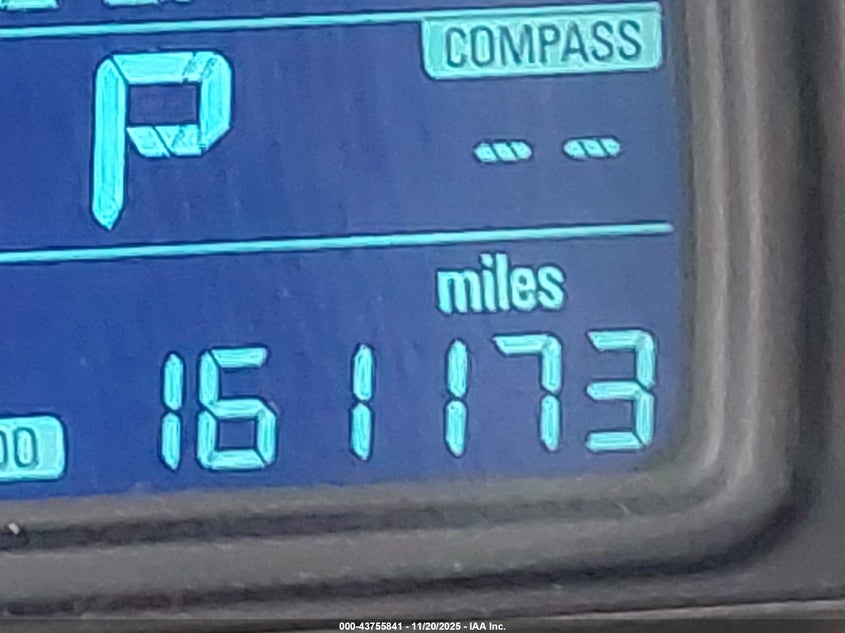 COMPASS
P
-- --
miles
161173
000-43755841 - 11/20/2025 - IAA Inc.